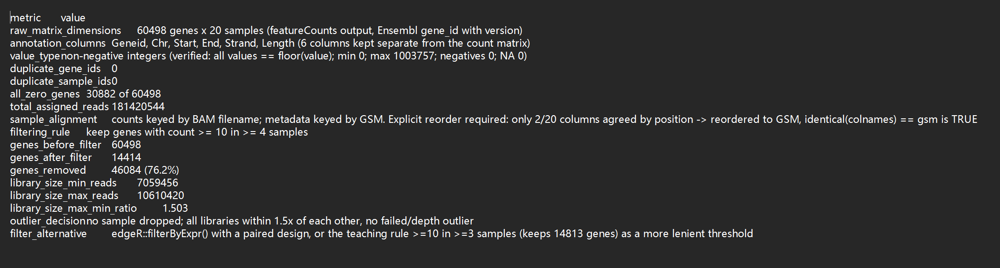 metric	value
raw_matrix_dimensions	60498 genes x 20 samples (featureCounts output, Ensembl gene_id with version)
annotation_columns	Geneid, Chr, Start, End, Strand, Length (6 columns kept separate from the count matrix)
value_type	non-negative integers (verified: all values == floor(value); min 0; max 1003757; negatives 0; NA 0)
duplicate_gene_ids	0
duplicate_sample_ids	0
all_zero_genes	30882 of 60498
total_assigned_reads	181420544
sample_alignment	counts keyed by BAM filename; metadata keyed by GSM. Explicit reorder required: only 2/20 columns agreed by position -> reordered to GSM, identical(colnames) == gsm is TRUE
filtering_rule	keep genes with count >= 10 in >= 4 samples
genes_before_filter	60498
genes_after_filter	14414
genes_removed	46084 (76.2%)
library_size_min_reads	7059456
library_size_max_reads	10610420
library_size_max_min_ratio	1.503
outlier_decision	no sample dropped; all libraries within 1.5x of each other, no failed/depth outlier
filter_alternative	edgeR::filterByExpr() with a paired design, or the teaching rule >=10 in >=3 samples (keeps 14813 genes) as a more lenient threshold